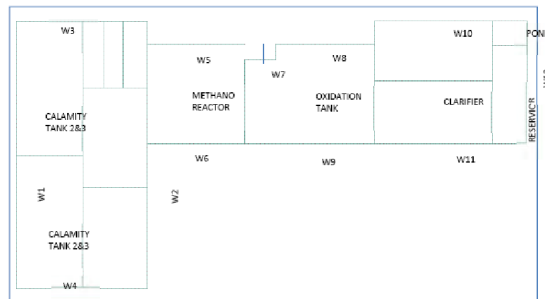 W3
W10
PON
W5
W8
W7
METHANO
REACTOR
OXIDATION
TANK
CLARIFIER
RESERVIOR
CALAMITY
TANK 2&3
W6
W9
W11
W1
W2
CALAMITY
TANK 2&3
W4